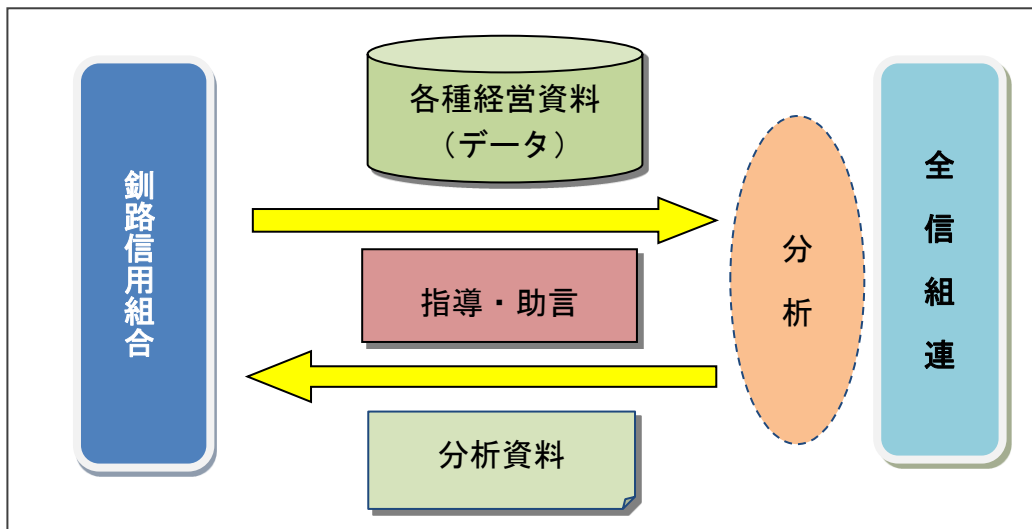 釧路信用組合
各種経営資料
（データ）
指導・助言
分析資料
分析
全信組連